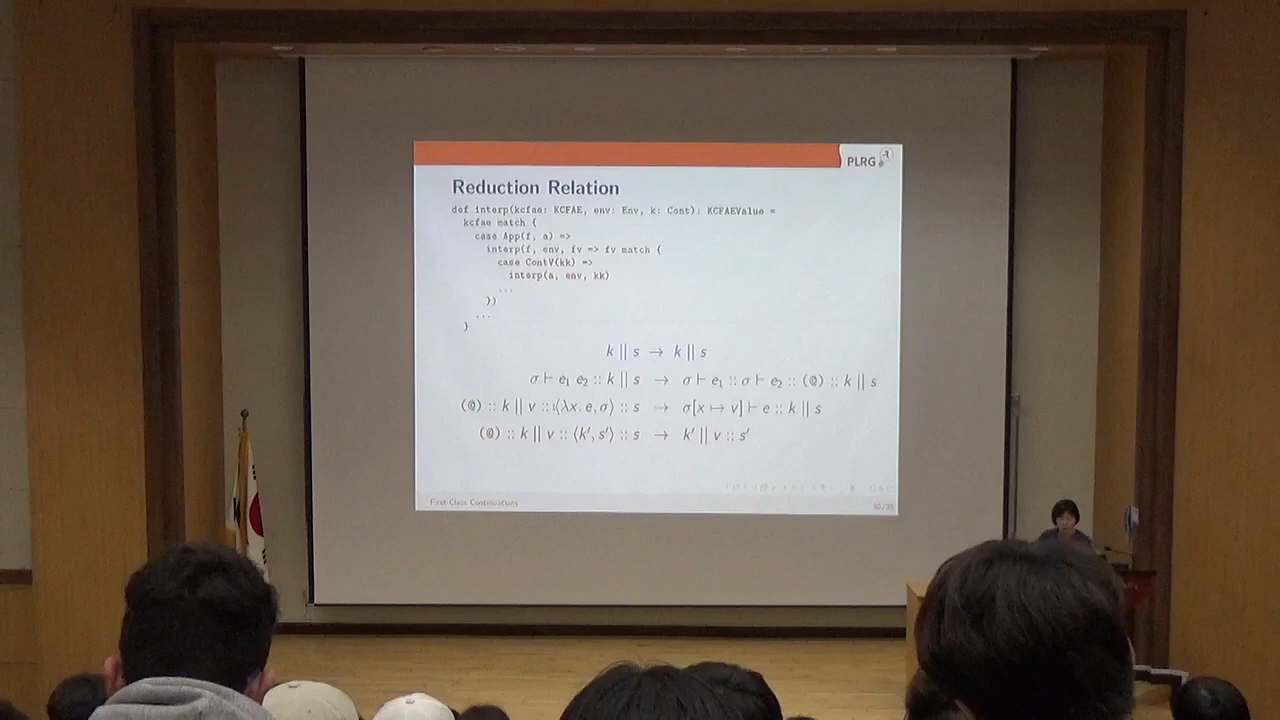 PLRG
Reduction Relation
def interp(kcfae: KCFAE, env: Env, k: Cont): KCFAEValue =
kcfae match {
case App(f, a) =>
interp(f, env, fv => fv match {
case ContV(kk) =>
interp(a, env, kk)
...
})
...
}
k || s → k || s
σ ⊢ e₁ e₂ :: k || s → σ ⊢ e₁ :: σ ⊢ e₂ :: (@) :: k || s
(@) :: k || v :: ⟨λx.e, σ⟩ :: s → σ[x ↦ v] ⊢ e :: k || s
(@) :: k || v :: ⟨k′, s′⟩ :: s → k′ || v :: s′
First-Class Continuations